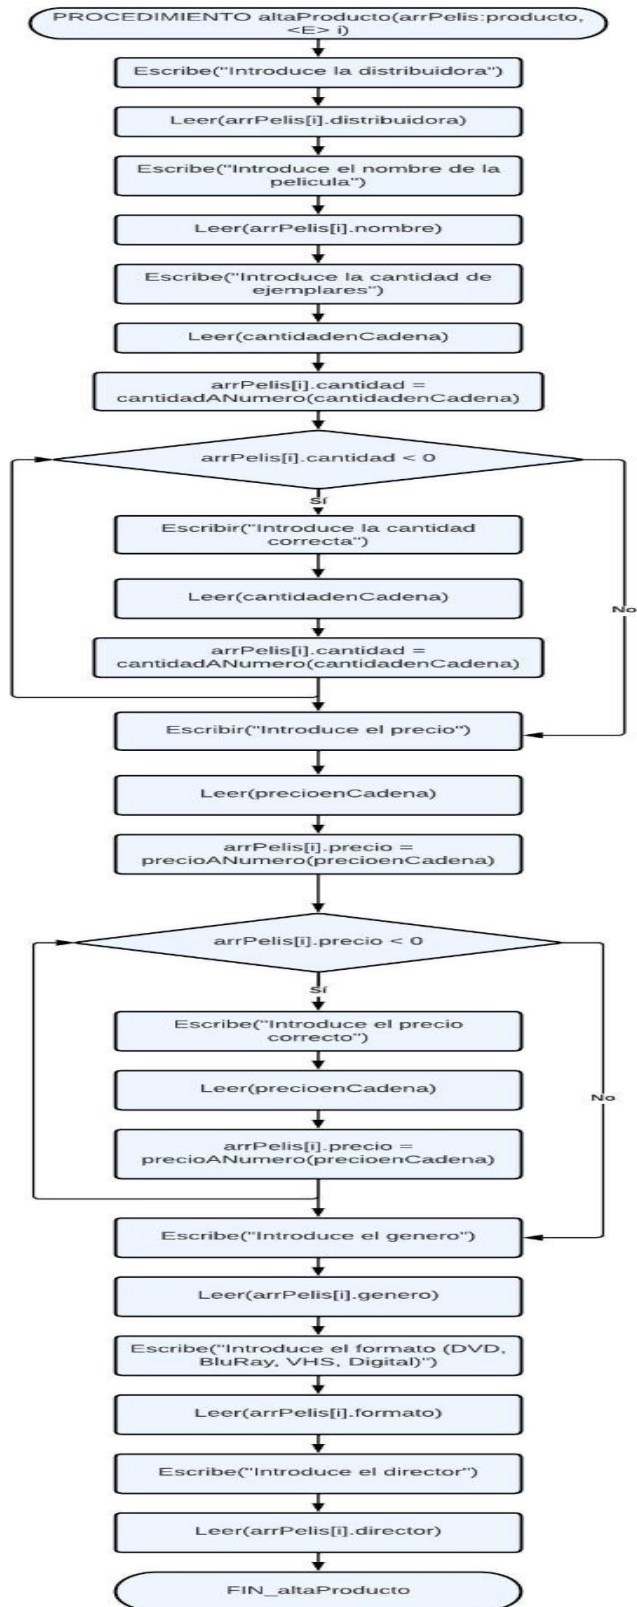 PROCEDIMIENTO altaProducto(arrPelis:producto,
<E> i)
Escribe("Introduce la distribuidora")
Leer(arrPelis[i].distribuidora)
Escribe("Introduce el nombre de la
pelicula")
Leer(arrPelis[i].nombre)
Escribe("Introduce la cantidad de
ejemplares")
Leer(cantidadenCadena)
arrPelis[i].cantidad =
cantidadANumero(cantidadenCadena)
arrPelis[i].cantidad < 0
Sí
Escribir("Introduce la cantidad
correcta")
Leer(cantidadenCadena)
No
arrPelis[i].cantidad =
cantidadANumero(cantidadenCadena)
Escribir("Introduce el precio")
Leer(precioenCadena)
arrPelis[i].precio =
precioANumero(precioenCadena)
arrPelis[i].precio < 0
Sí
Escribe("Introduce el precio
correcto")
Leer(precioenCadena)
No
arrPelis[i].precio =
precioANumero(precioenCadena)
Escribe("Introduce el genero")
Leer(arrPelis[i].genero)
Escribe("Introduce el formato (DVD,
BluRay, VHS, Digital)")
Leer(arrPelis[i].formato)
Escribe("Introduce el director")
Leer(arrPelis[i].director)
FIN_altaProducto